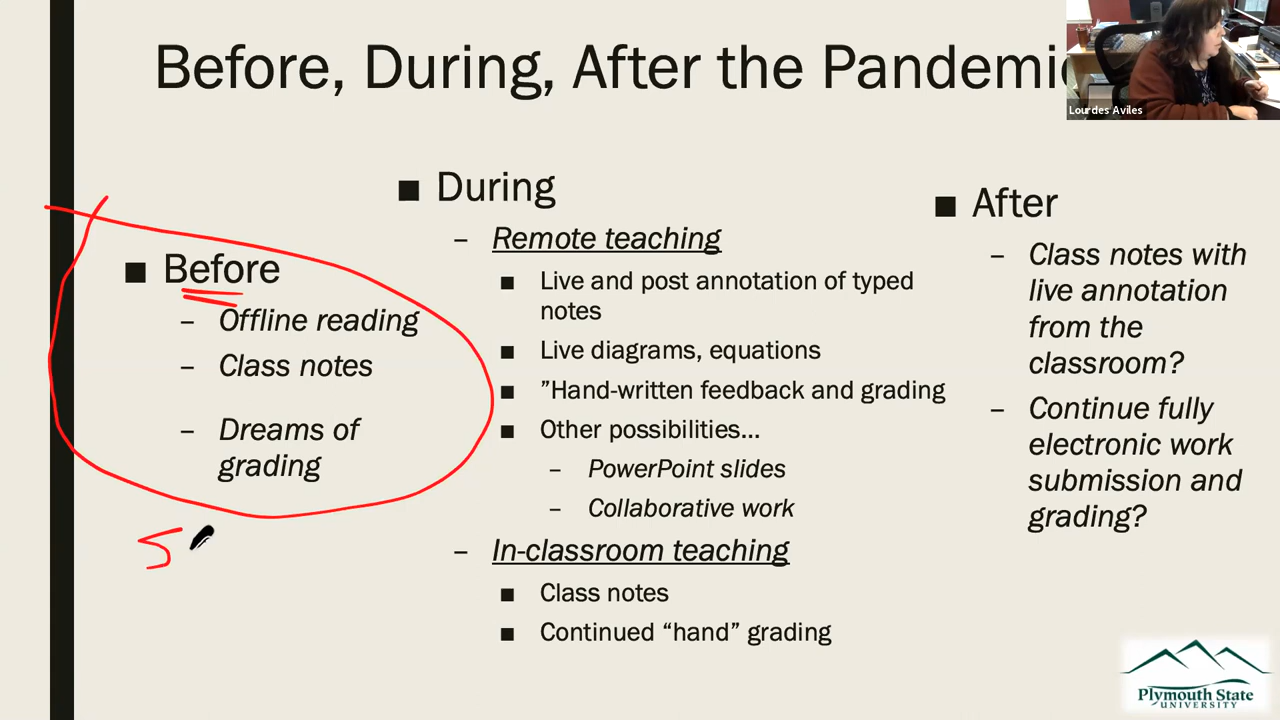 Before, During, After the Pandemic
Lourdes Aviles
■ Before
– Offline reading
– Class notes
– Dreams of
grading
5
■ During
– Remote teaching
■ Live and post annotation of typed
notes
■ Live diagrams, equations
■ ”Hand-written feedback and grading
■ Other possibilities...
– PowerPoint slides
– Collaborative work
– In-classroom teaching
■ Class notes
■ Continued “hand” grading
■ After
– Class notes with
live annotation
from the
classroom?
– Continue fully
electronic work
submission and
grading?
Plymouth State
UNIVERSITY